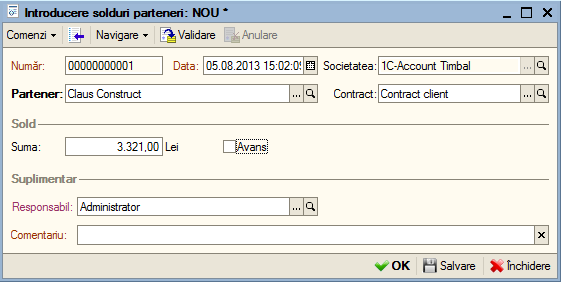 Introducere solduri parteneri: NOU *
Comenzi Navigare Validare Anulare
Număr: 00000000001 Data: 05.08.2013 15:02:05 Societatea: 1C-Account Timbal ... 
Partener: Claus Construct ... Contract: Contract client ...
Sold
Suma: 3.321,00 Lei Avans
Suplimentar
Responsabil: Administrator ...
Comentariu:
OK Salvare Închidere